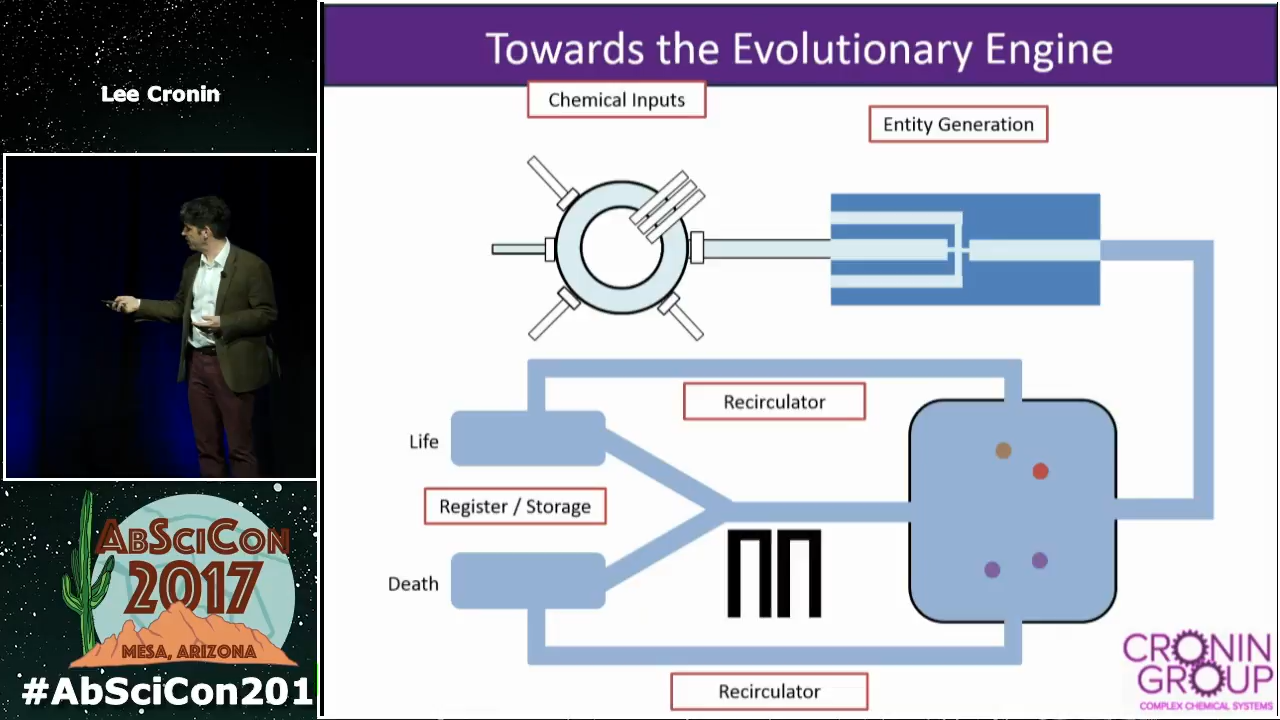 Lee Cronin
Towards the Evolutionary Engine
Chemical Inputs
Entity Generation
Recirculator
Life
Register / Storage
Death
Recirculator
ABSCICON
2017
MESA, ARIZONA
#AbSciCon201
CRONIN
GROUP
COMPLEX CHEMICAL SYSTEMS